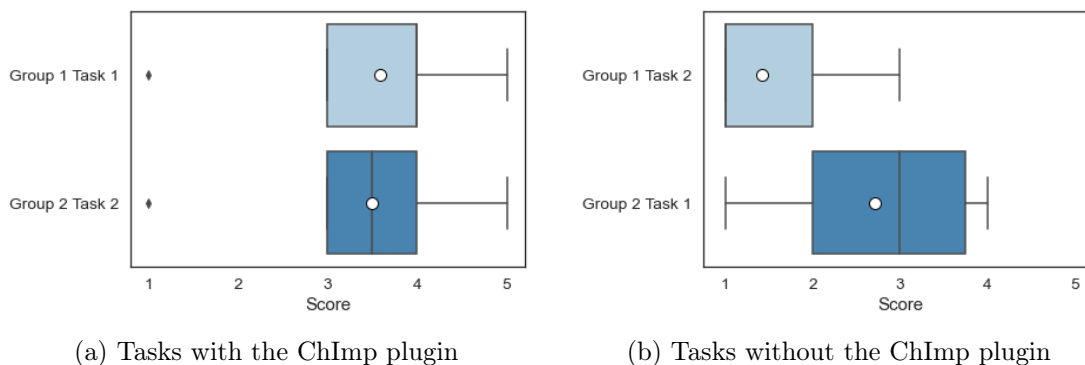 Group 1 Task 1
Group 2 Task 2
1 2 3 4 5
Score
(a) Tasks with the ChImp plugin
Group 1 Task 2
Group 2 Task 1
1 2 3 4 5
Score
(b) Tasks without the ChImp plugin